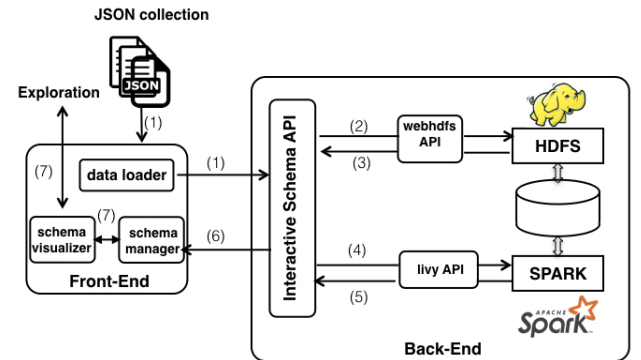 JSON collection
JSON
Exploration
(1)
(7)
data loader
(1)
Interactive Schema API
(2)
(3)
webhdfs
API
HDFS
(7)
schema
visualizer
schema
manager
(6)
Front-End
(4)
(5)
livy API
SPARK
APACHE
Spark
Back-End